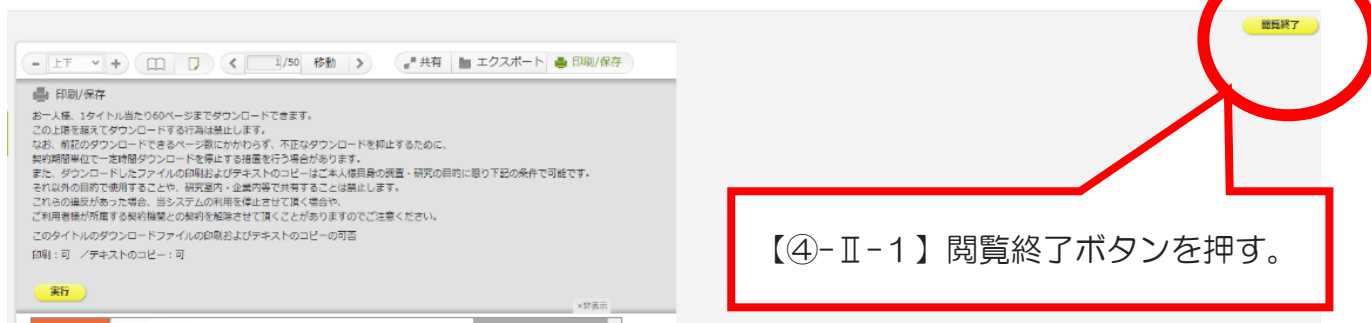 閲覧終了
- 上下 +
1/50 移動
共有 エクスポート 印刷/保存
印刷/保存
お一人様、1タイトル当たり60ページまでダウンロードできます。
この上限を超えてダウンロードする行為は禁止します。
なお、前記のダウンロードできるページ数にかかわらず、不正なダウンロードを抑止するために、
契約期間単位で一定時間ダウンロードを停止する措置を行う場合があります。
また、ダウンロードしたファイルの印刷およびテキストのコピーはご本人様自身の調査・研究の目的に限り下記の条件で可能です。
それ以外の目的で使用することや、研究室内・企業内等で共有することは禁止します。
これらの違反があった場合、当システムの利用を停止させて頂く場合や、
ご利用者様が所属する契約機関との契約を解除させて頂くことがありますのでご注意ください。
このタイトルのダウンロードファイルの印刷およびテキストのコピーの可否
印刷：可 ／テキストのコピー：可
実行
×非表示
【④-Ⅱ-1】閲覧終了ボタンを押す。